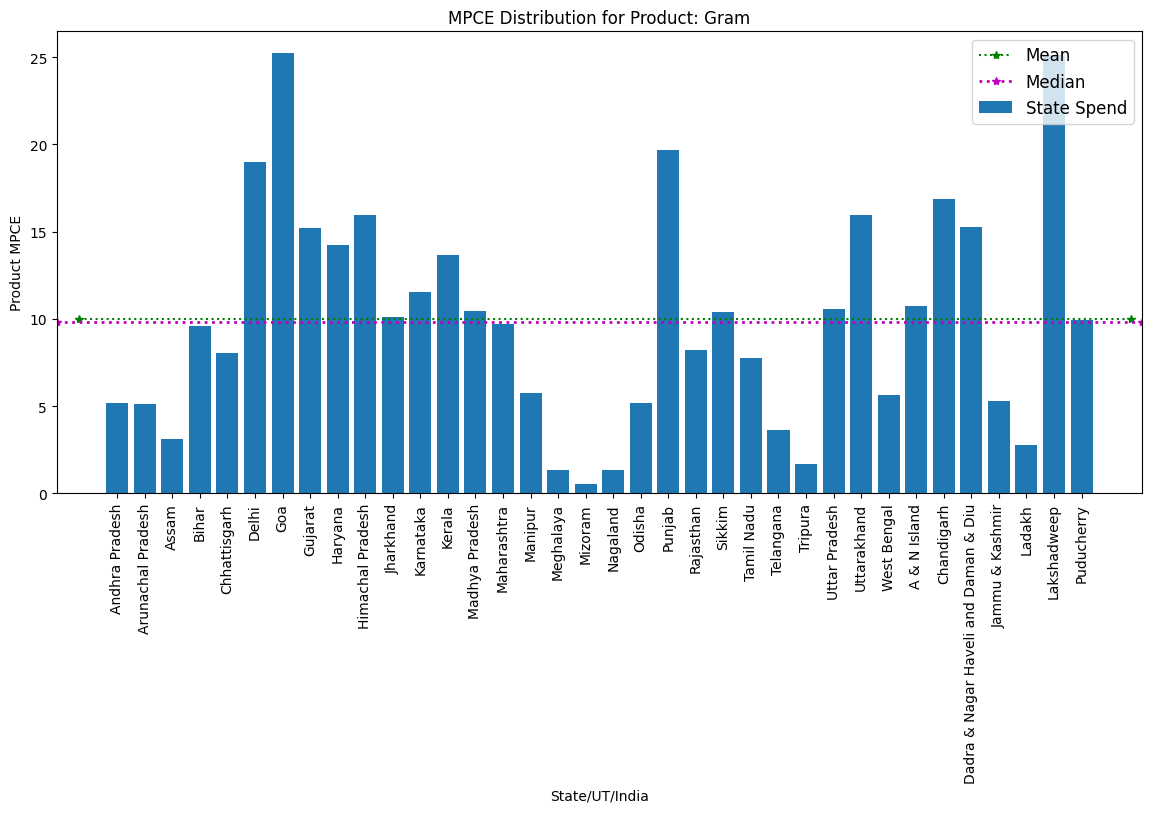 MPCE Distribution for Product: Gram
Mean
Median
State Spend
Product MPCE
25
20
15
10
5
0
Andhra Pradesh
Arunachal Pradesh
Assam
Bihar
Chhattisgarh
Delhi
Goa
Gujarat
Haryana
Himachal Pradesh
Jharkhand
Karnataka
Kerala
Madhya Pradesh
Maharashtra
Manipur
Meghalaya
Mizoram
Nagaland
Odisha
Punjab
Rajasthan
Sikkim
Tamil Nadu
Telangana
Tripura
Uttar Pradesh
Uttarakhand
West Bengal
A & N Island
Chandigarh
Dadra & Nagar Haveli and Daman & Diu
Jammu & Kashmir
Ladakh
Lakshadweep
Puducherry
State/UT/India